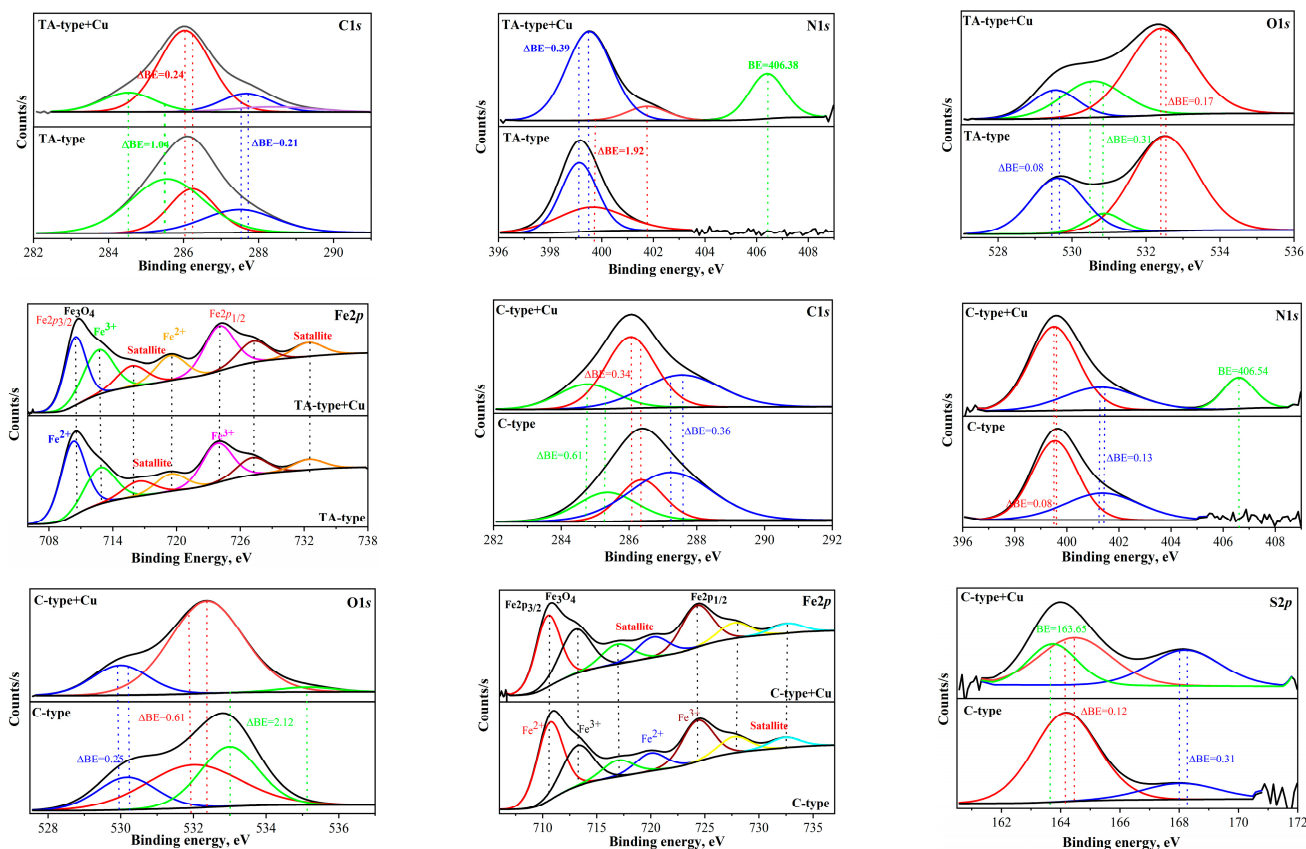 TA-type+Cu
C1s
ΔBE=0.24
TA-type
ΔBE=1.04
ΔBE=0.21
Counts/s
282 284 286 288 290
Binding energy, eV
TA-type+Cu
N1s
ΔBE=0.39
BE=406.38
TA-type
ΔBE=1.92
Counts/s
396 398 400 402 404 406 408
Binding energy, eV
TA-type+Cu
O1s
ΔBE=0.17
TA-type
ΔBE=0.31
ΔBE=0.08
Counts/s
528 530 532 534 536
Binding energy, eV
Fe3O4
Fe2p
Fe2p3/2
Fe3+
Fe2+
Fe2p1/2
Satallite
Satallite
TA-type+Cu
Fe2+
Fe3+
Satallite
TA-type
Counts/s
708 714 720 726 732 738
Binding Energy, eV
C-type+Cu
C1s
ΔBE=0.34
C-type
ΔBE=0.36
ΔBE=0.61
Counts/s
282 284 286 288 290 292
Binding energy, eV
C-type+Cu
N1s
BE=406.54
C-type
ΔBE=0.13
ΔBE=0.08
Counts/s
396 398 400 402 404 406 408
Binding energy, eV
C-type+Cu
O1s
C-type
ΔBE=0.61
ΔBE=2.12
ΔBE=0.25
Counts/s
528 530 532 534 536
Binding energy, eV
Fe3O4
Fe2p
Fe2p3/2
Fe2p1/2
Satallite
C-type+Cu
Fe2+
Fe3+
Fe2+
Fe3+
Satallite
C-type
Counts/s
710 715 720 725 730 735
Binding energy, eV
C-type+Cu
S2p
BE=163.65
C-type
ΔBE=0.12
ΔBE=0.31
Counts/s
162 164 166 168 170 172
Binding energy, eV